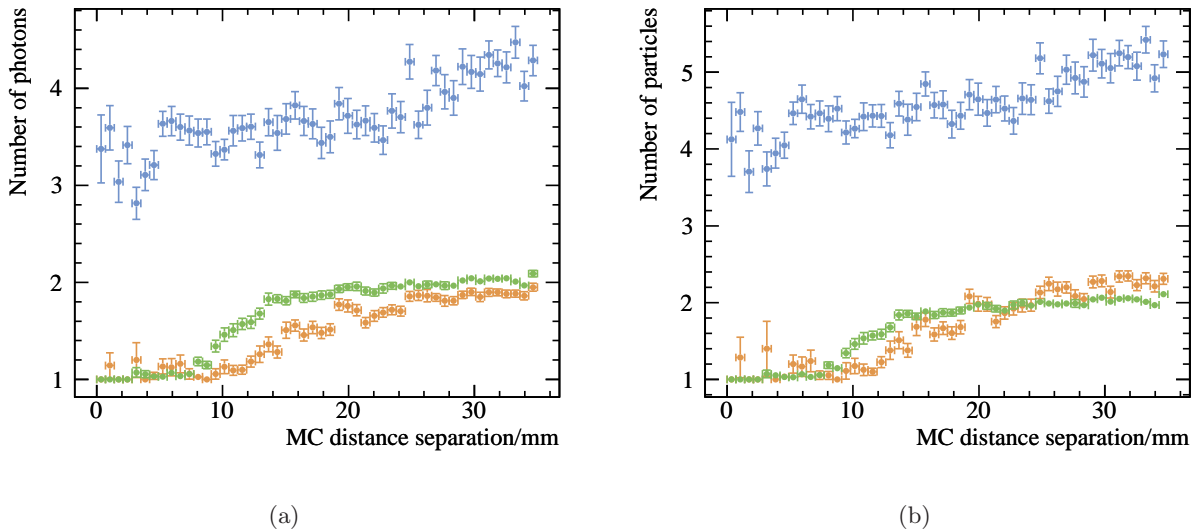 Number of photons
4
3
2
1
0 10 20 30
MC distance separation/mm
(a)
Number of particles
5
4
3
2
1
0 10 20 30
MC distance separation/mm
(b)